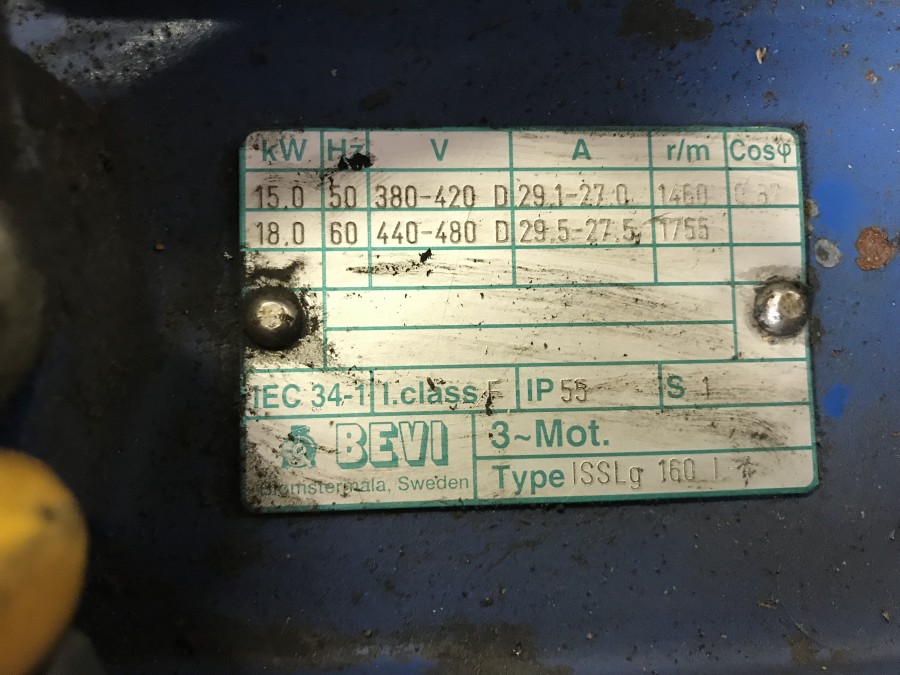 kW Hz V A r/m Cosφ
15.0 50 380-420 D 29.1-27.0 1460
18.0 60 440-480 D 29.5-27.5 1755
IEC 34-1 I.class F IP 55 S 1
BEVI 3~Mot.
Blomstermåla, Sweden Type ISSLg 160